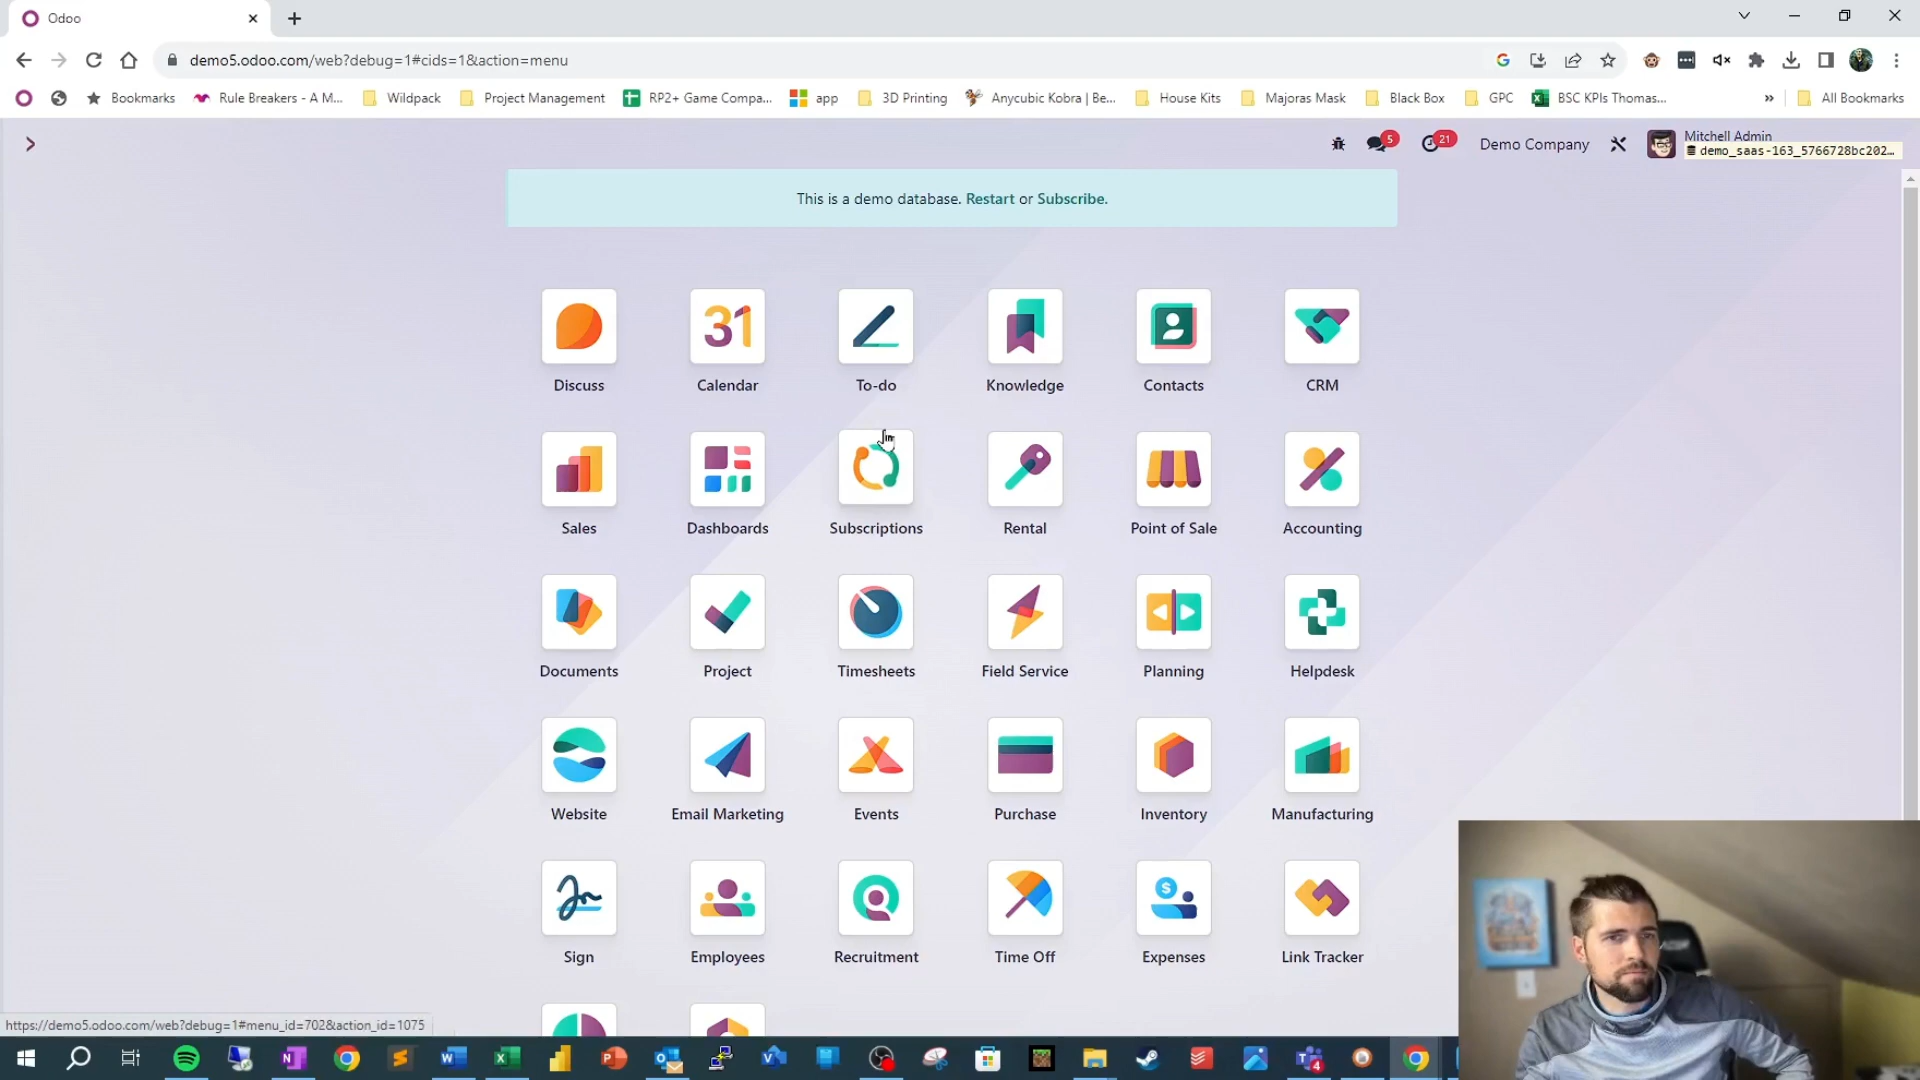 Odoo
demo5.odoo.com/web?debug=1#cids=1&action=menu
Bookmarks
Rule Breakers - A M...
Wildpack
Project Management
RP2+ Game Compa...
app
3D Printing
Anycubic Kobra | Be...
House Kits
Majoras Mask
Black Box
GPC
BSC KPIs Thomas...
»
All Bookmarks
5
21
Demo Company
Mitchell Admin
demo_saas-163_5766728bc202...
This is a demo database. Restart or Subscribe.
31
Discuss
Calendar
To-do
Knowledge
Contacts
CRM
Sales
Dashboards
Subscriptions
Rental
Point of Sale
Accounting
Documents
Project
Timesheets
Field Service
Planning
Helpdesk
Website
Email Marketing
Events
Purchase
Inventory
Manufacturing
Sign
Employees
Recruitment
Time Off
Expenses
Link Tracker
https://demo5.odoo.com/web?debug=1#menu_id=702&action_id=1075